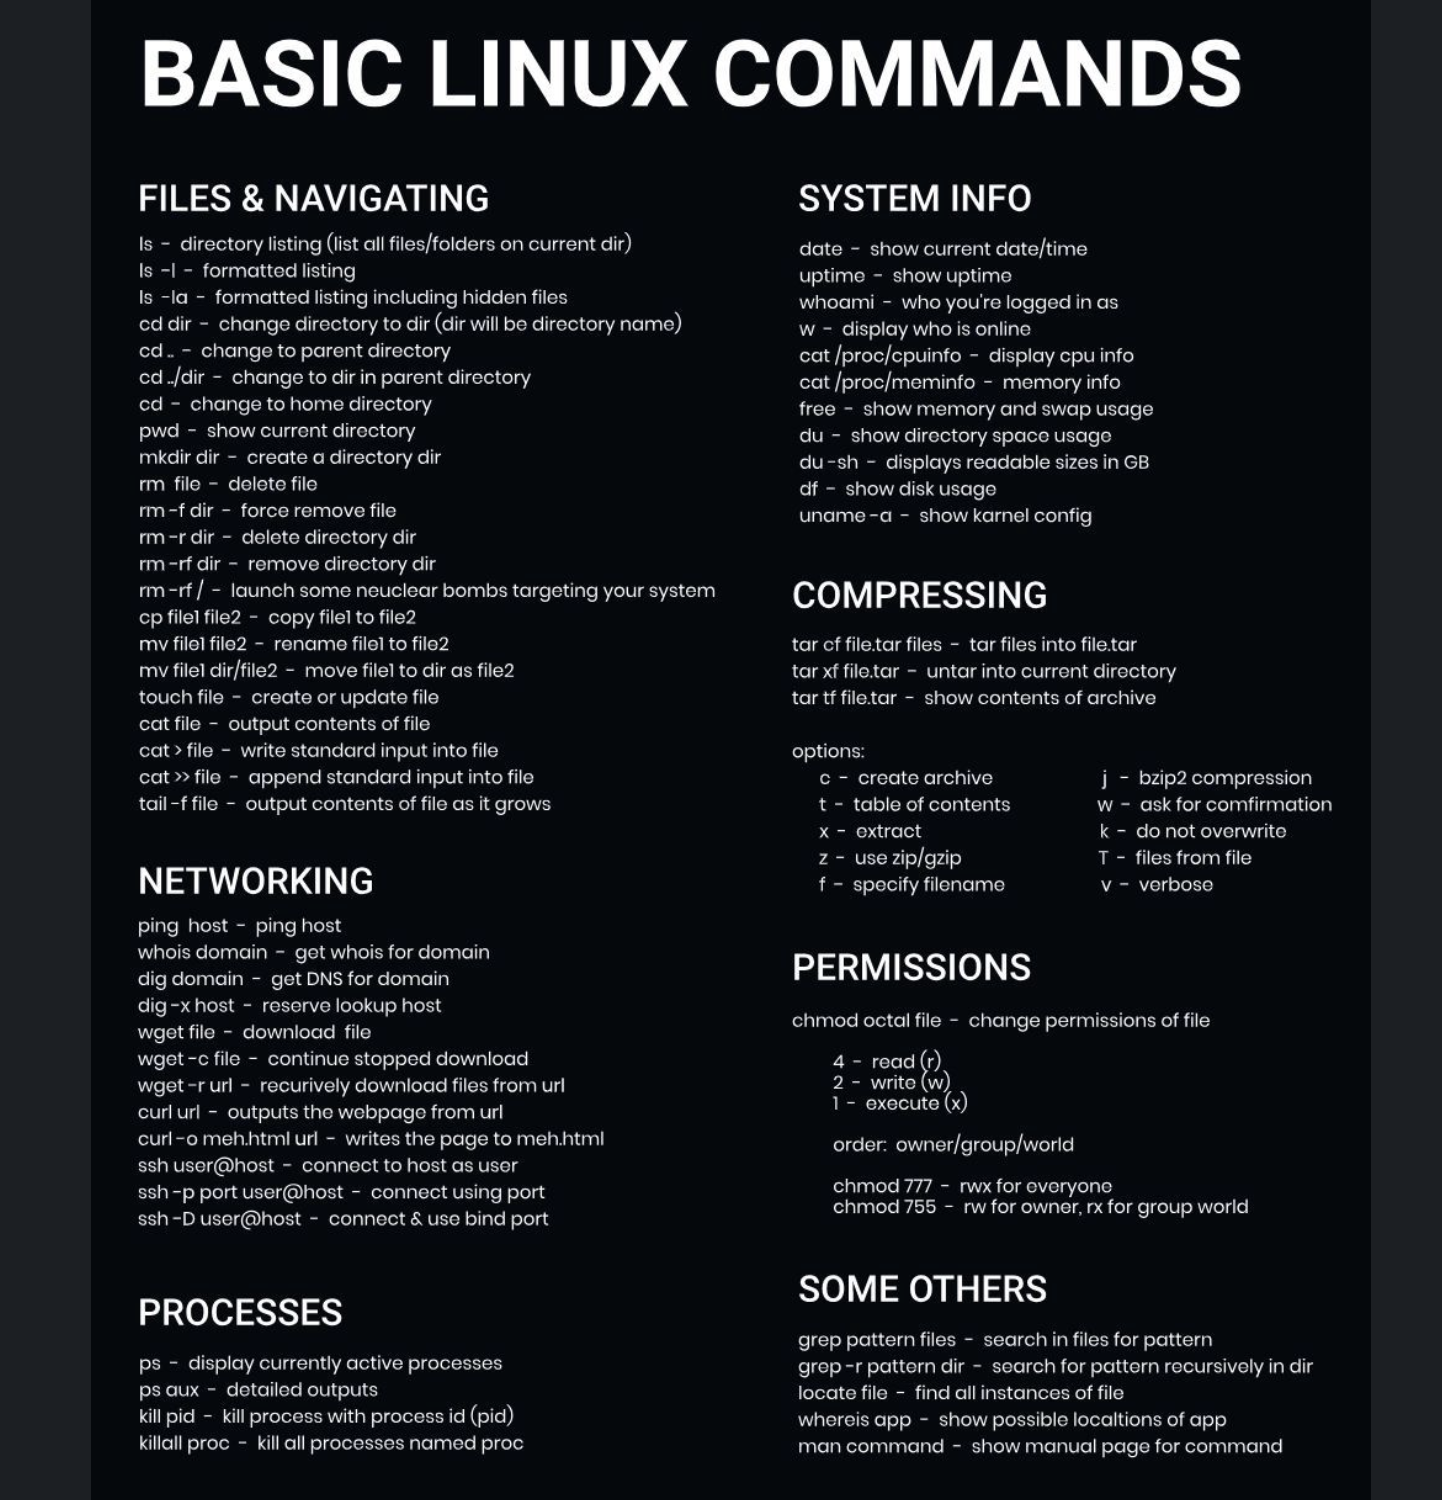 BASIC LINUX COMMANDS
FILES & NAVIGATING
ls - directory listing (list all files/folders on current dir)
ls -l - formatted listing
ls -la - formatted listing including hidden files
cd dir - change directory to dir (dir will be directory name)
cd .. - change to parent directory
cd ../dir - change to dir in parent directory
cd - change to home directory
pwd - show current directory
mkdir dir - create a directory dir
rm file - delete file
rm -f dir - force remove file
rm -r dir - delete directory dir
rm -rf dir - remove directory dir
rm -rf / - launch some neuclear bombs targeting your system
cp file1 file2 - copy file1 to file2
mv file1 file2 - rename file1 to file2
mv file1 dir/file2 - move file1 to dir as file2
touch file - create or update file
cat file - output contents of file
cat > file - write standard input into file
cat >> file - append standard input into file
tail -f file - output contents of file as it grows
NETWORKING
ping host - ping host
whois domain - get whois for domain
dig domain - get DNS for domain
dig -x host - reserve lookup host
wget file - download file
wget -c file - continue stopped download
wget -r url - recurively download files from url
curl url - outputs the webpage from url
curl -o meh.html url - writes the page to meh.html
ssh user@host - connect to host as user
ssh -p port user@host - connect using port
ssh -D user@host - connect & use bind port
PROCESSES
ps - display currently active processes
ps aux - detailed outputs
kill pid - kill process with process id (pid)
killall proc - kill all processes named proc
SYSTEM INFO
date - show current date/time
uptime - show uptime
whoami - who you're logged in as
w - display who is online
cat /proc/cpuinfo - display cpu info
cat /proc/meminfo - memory info
free - show memory and swap usage
du - show directory space usage
du -sh - displays readable sizes in GB
df - show disk usage
uname -a - show karnel config
COMPRESSING
tar cf file.tar files - tar files into file.tar
tar xf file.tar - untar into current directory
tar tf file.tar - show contents of archive
options:
c - create archive
t - table of contents
x - extract
z - use zip/gzip
f - specify filename
j - bzip2 compression
w - ask for comfirmation
k - do not overwrite
T - files from file
v - verbose
PERMISSIONS
chmod octal file - change permissions of file
4 - read (r)
2 - write (w)
1 - execute (x)
order: owner/group/world
chmod 777 - rwx for everyone
chmod 755 - rw for owner, rx for group world
SOME OTHERS
grep pattern files - search in files for pattern
grep -r pattern dir - search for pattern recursively in dir
locate file - find all instances of file
whereis app - show possible localtions of app
man command - show manual page for command